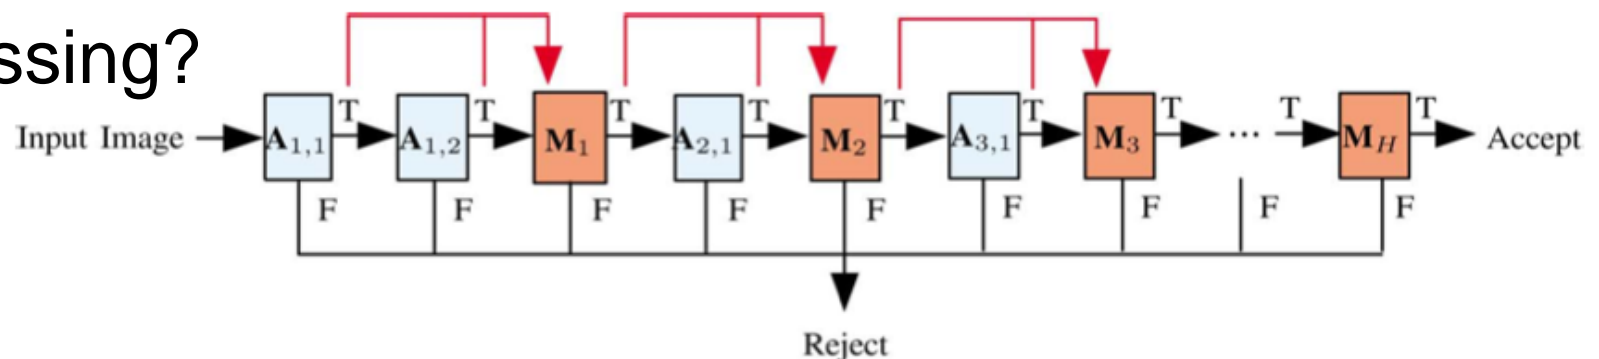 ssing?
Input Image A1,1 T A1,2 T M1 T A2,1 T M2 T A3,1 T M3 T ... T MH T Accept
F F F F F F F F F
Reject